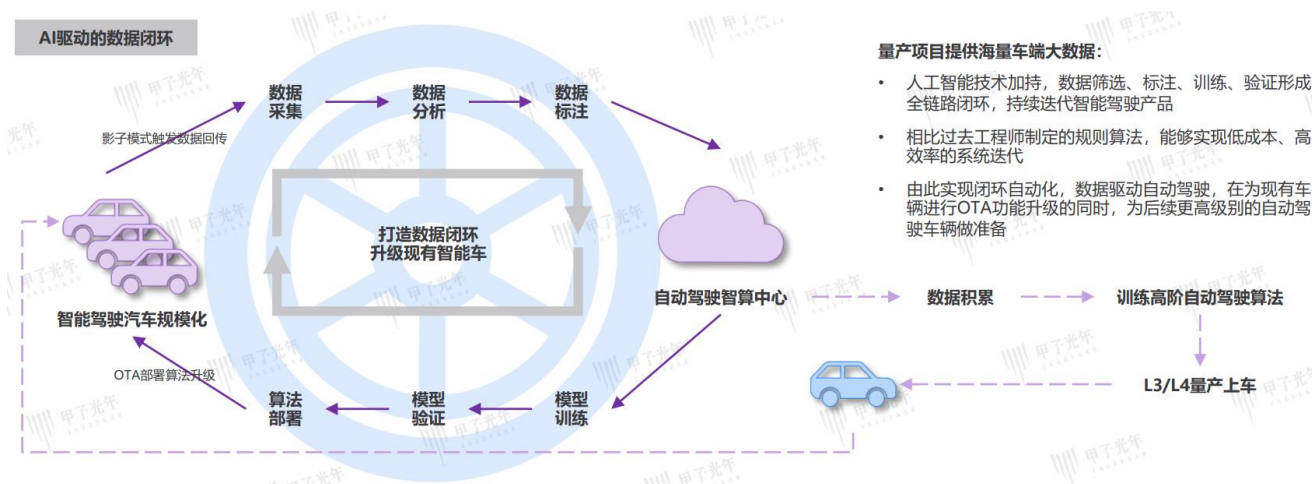 AI驱动的数据闭环
量产项目提供海量车端大数据：
• 人工智能技术加持，数据筛选、标注、训练、验证形成
全链路闭环，持续迭代智能驾驶产品
• 相比过去工程师制定的规则算法，能够实现低成本、高
效率的系统迭代
• 由此实现闭环自动化，数据驱动自动驾驶，在为现有车
辆进行OTA功能升级的同时，为后续更高级别的自动驾
驶车辆做准备
数据
采集
数据
分析
数据
标注
影子模式触发数据回传
打造数据闭环
升级现有智能车
智能驾驶汽车规模化
自动驾驶智算中心
数据积累
训练高阶自动驾驶算法
OTA部署算法升级
L3/L4量产上车
算法
部署
模型
验证
模型
训练
甲子光年